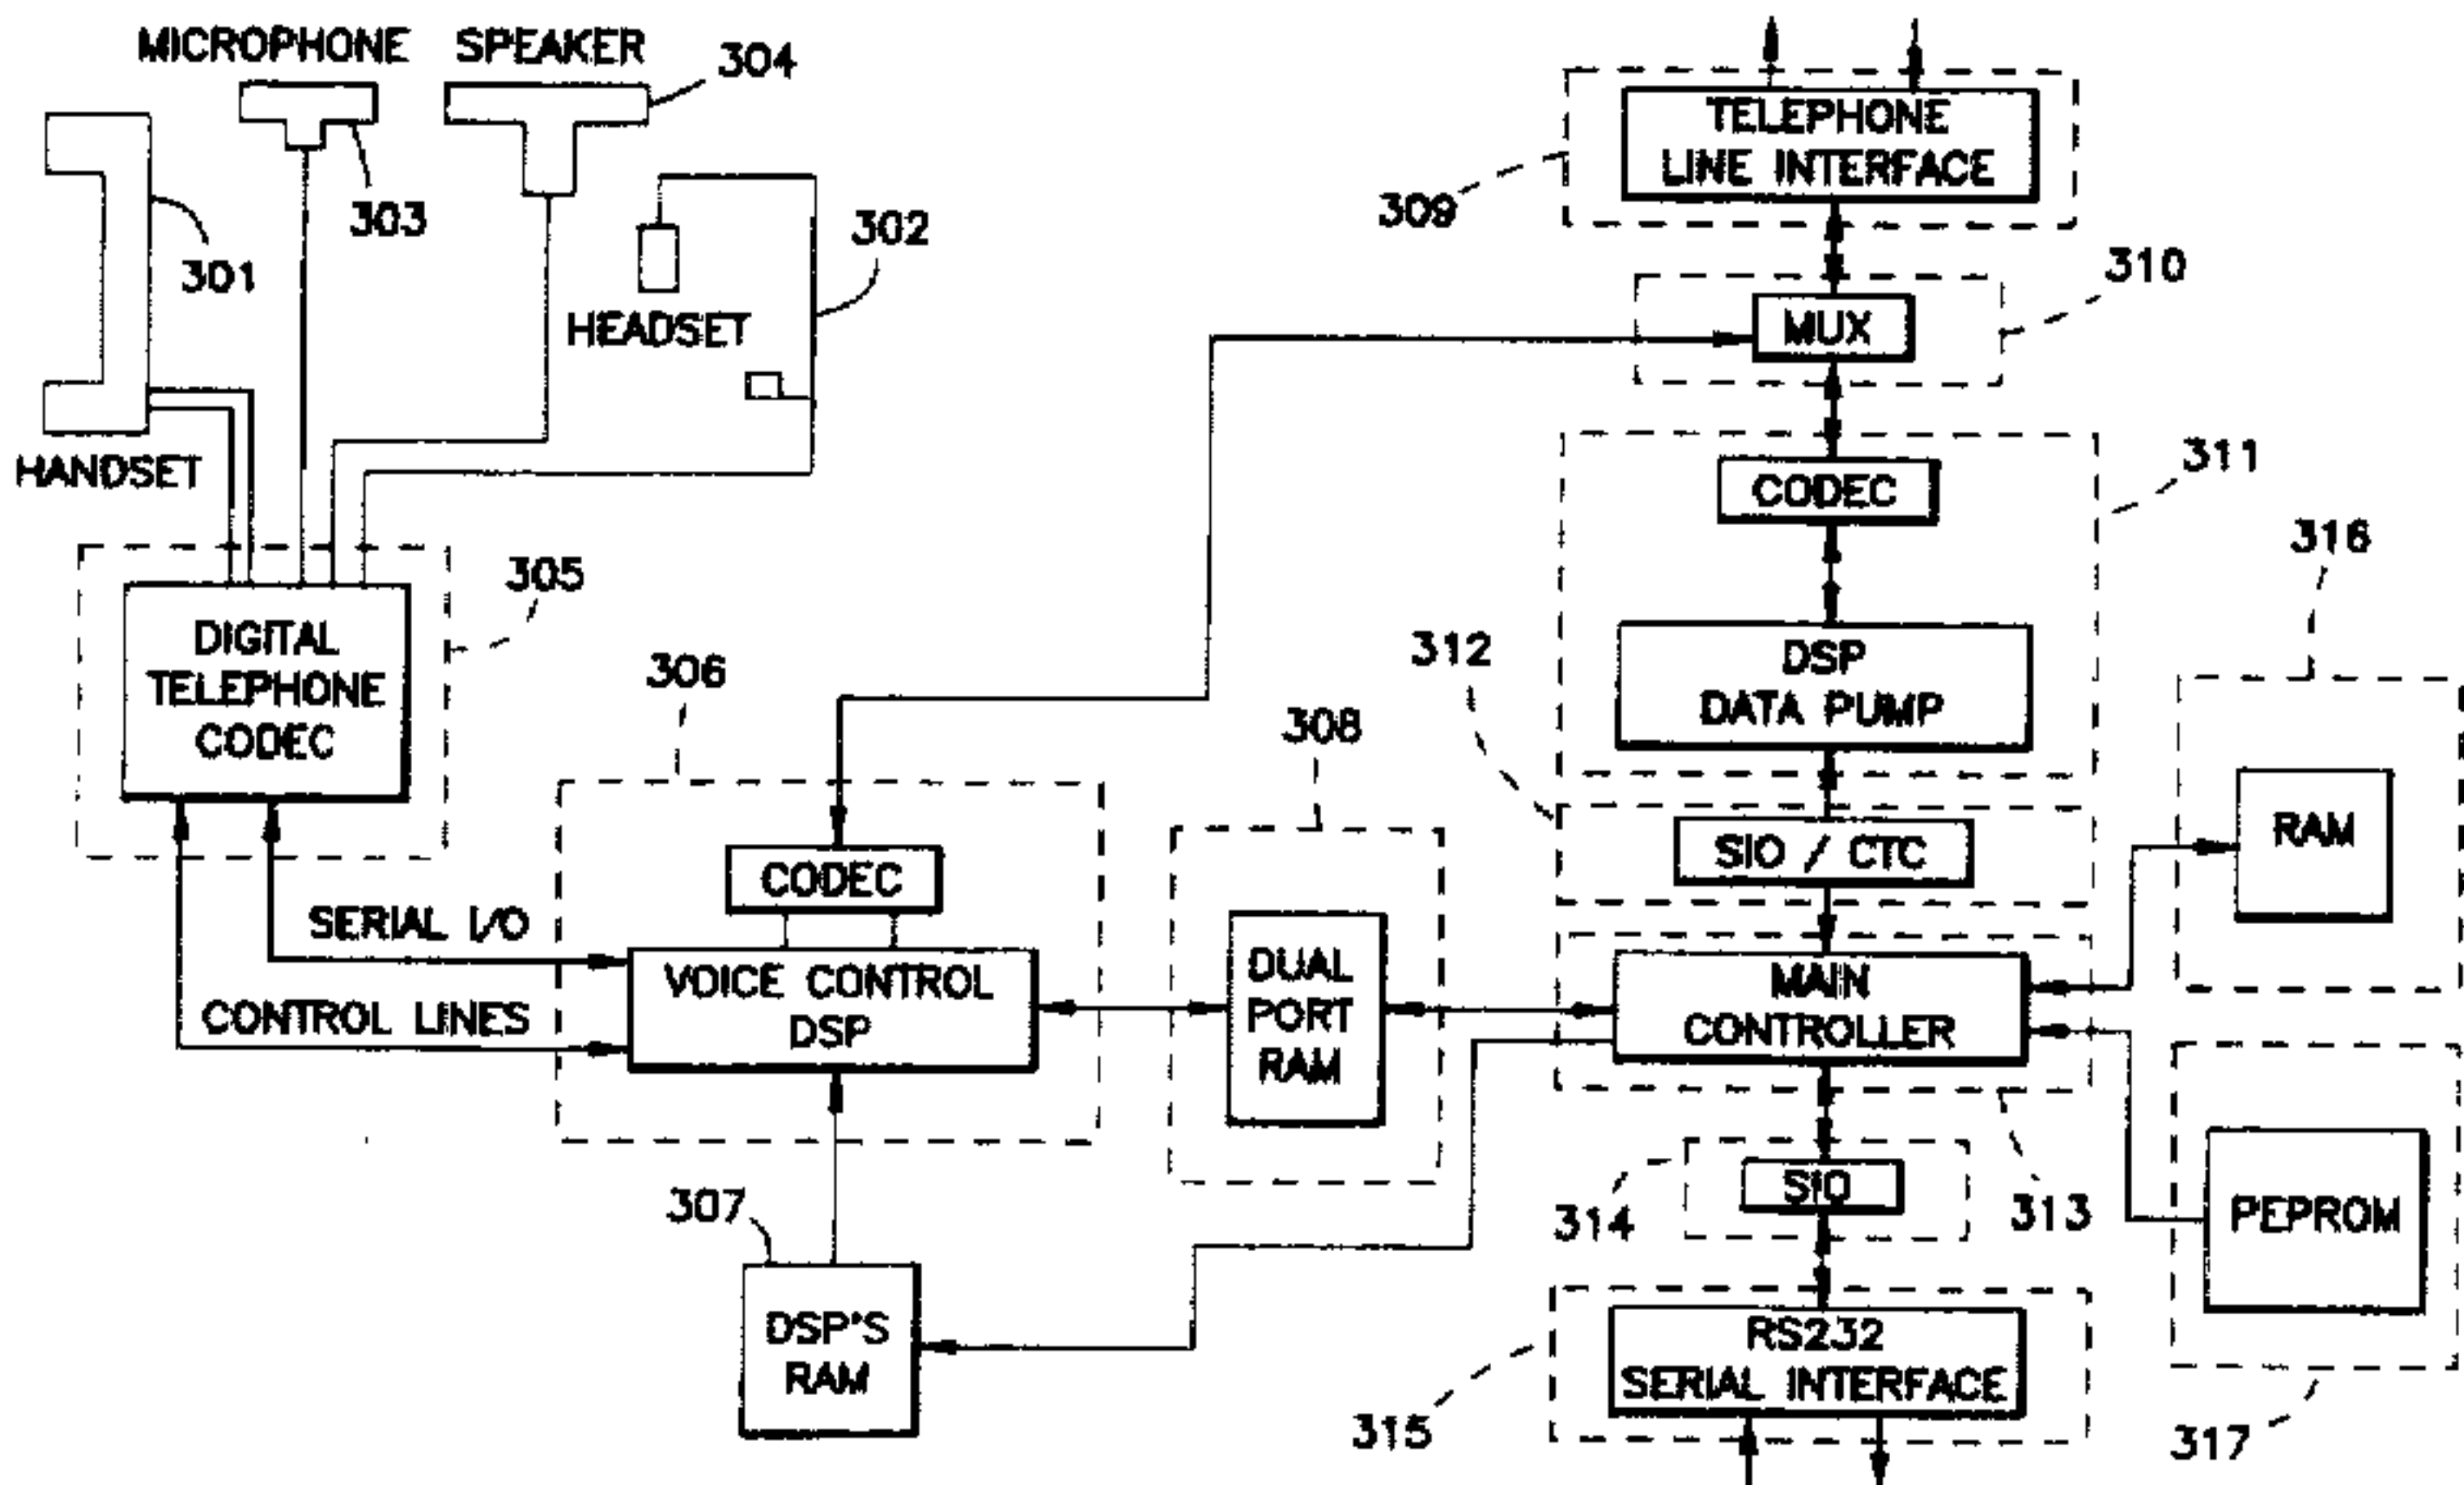 MICROPHONE
SPEAKER
304
303
301
302
HEADSET
HANDSET
305
DIGITAL
TELEPHONE
CODEC
306
CODEC
SERIAL I/O
VOICE CONTROL
DSP
CONTROL LINES
307
DSP'S
RAM
308
DUAL
PORT
RAM
TELEPHONE
LINE INTERFACE
309
310
MUX
311
CODEC
DSP
DATA PUMP
312
SIO / CTC
MAIN
CONTROLLER
313
314
SIO
315
RS232
SERIAL INTERFACE
316
RAM
PEPROM
317